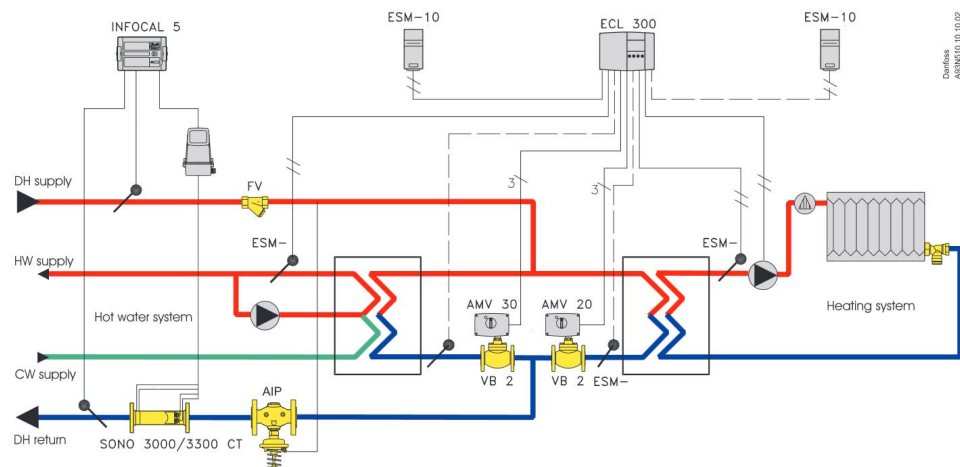 INFOCAL 5
ESM-10
ECL 300
ESM-10
Danfoss
A93N510.10.10.02
DH supply
FV
3
3
ESM-
ESM-
HW supply
AMV 30
AMV 20
Hot water system
Heating system
CW supply
VB 2
VB 2
ESM-
AIP
DH return
SONO 3000/3300 CT